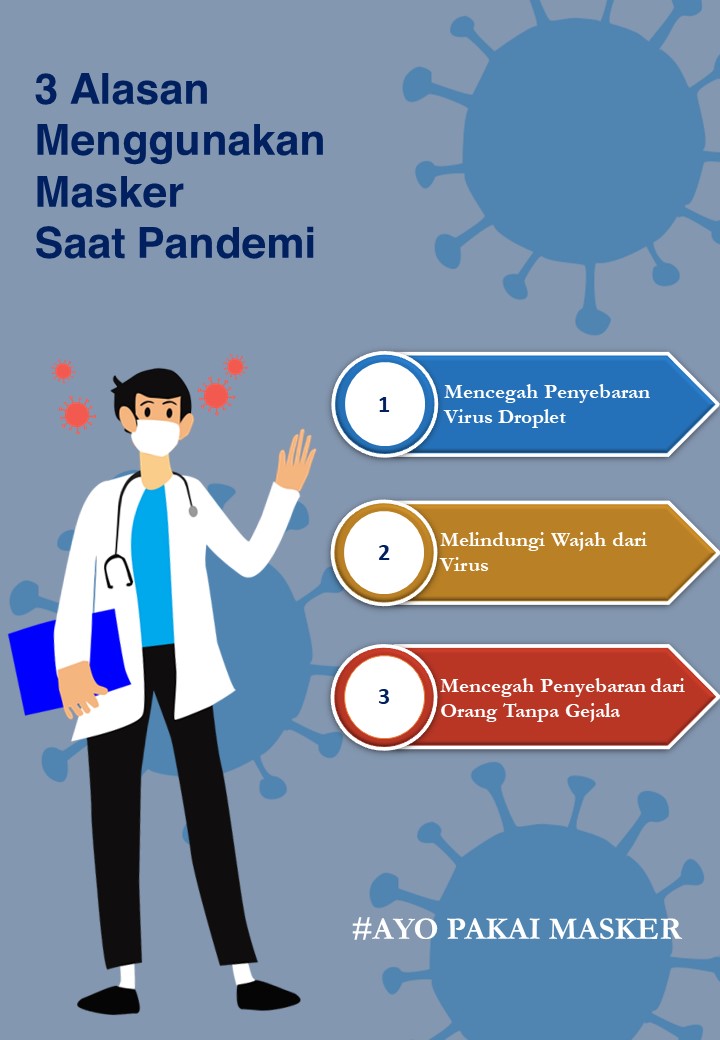 3 Alasan
Menggunakan
Masker
Saat Pandemi
1
Mencegah Penyebaran
Virus Droplet
2
Melindungi Wajah dari
Virus
3
Mencegah Penyebaran dari
Orang Tanpa Gejala
#AYO PAKAI MASKER